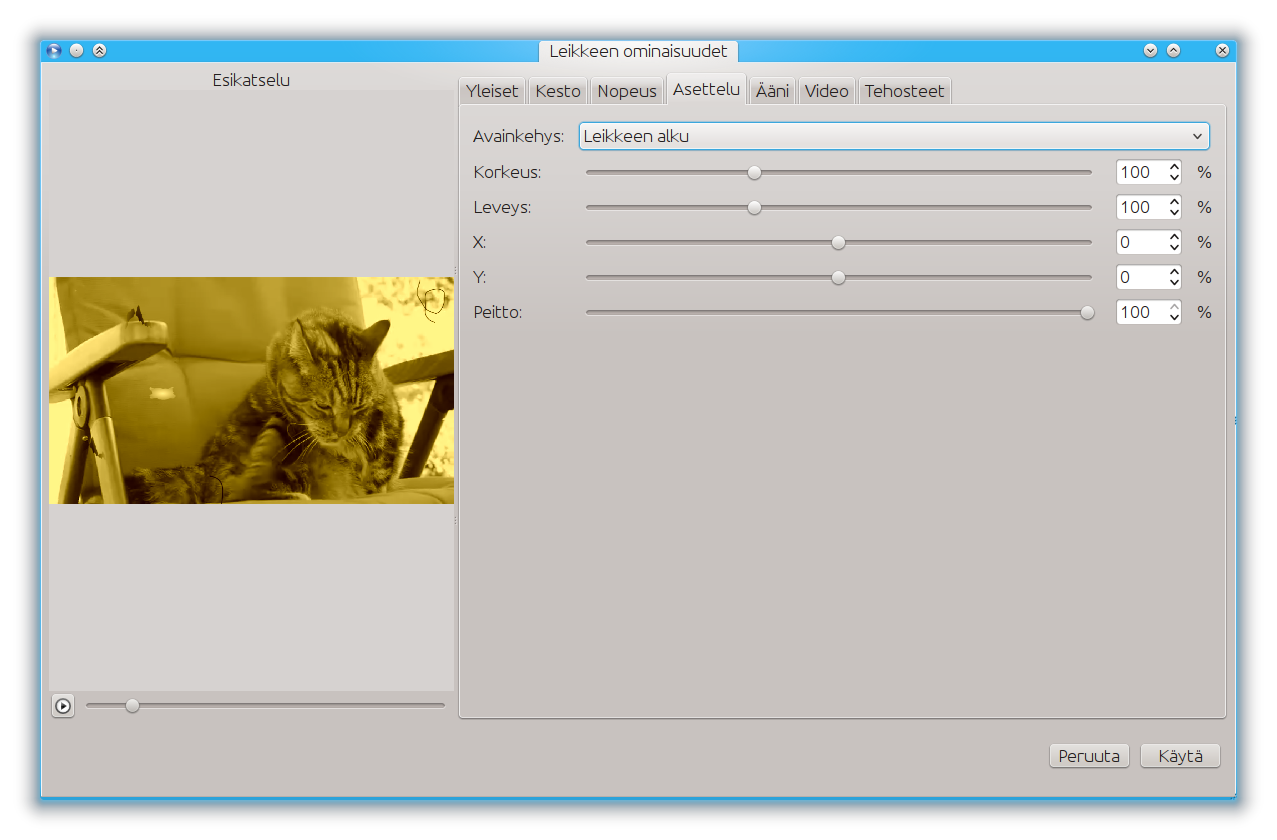 Leikkeen ominaisuudet
Esikatselu
Yleiset Kesto Nopeus Asettelu Ääni Video Tehosteet
Avainkehys: Leikkeen alku
Korkeus: 100 %
Leveys: 100 %
X: 0 %
Y: 0 %
Peitto: 100 %
Peruuta Käytä